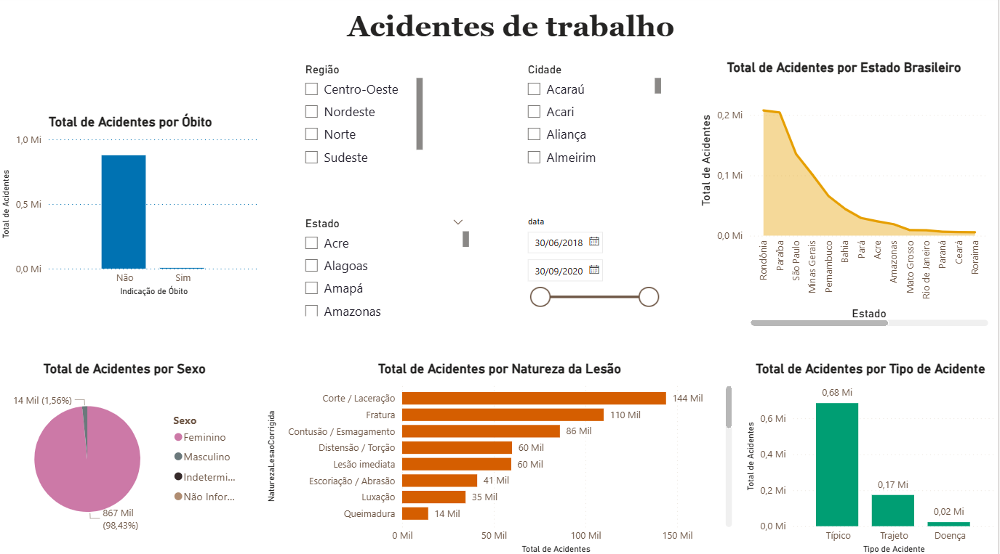 Acidentes de trabalho
Total de Acidentes por Óbito
Total de Acidentes
1,0 Mi
0,5 Mi
0,0 Mi
Não
Sim
Indicação de Óbito
Região
Centro-Oeste
Nordeste
Norte
Sudeste
Cidade
Acaraú
Acari
Aliança
Almeirim
Estado
Acre
Alagoas
Amapá
Amazonas
data
30/06/2018
30/09/2020
Total de Acidentes por Estado Brasileiro
Total de Acidentes
0,2 Mi
0,1 Mi
0,0 Mi
Rondônia
Paraíba
São Paulo
Minas Gerais
Pernambuco
Bahia
Pará
Acre
Amazonas
Mato Grosso
Rio de Janeiro
Paraná
Ceará
Roraima
Estado
Total de Acidentes por Sexo
14 Mil (1,56%)
867 Mil
(98,43%)
Sexo
Feminino
Masculino
Indetermi...
Não Infor...
Total de Acidentes por Natureza da Lesão
NaturezaLesaoCorrigida
Corte / Laceração 144 Mil
Fratura 110 Mil
Contusão / Esmagamento 86 Mil
Distensão / Torção 60 Mil
Lesão imediata 60 Mil
Escoriação / Abrasão 41 Mil
Luxação 35 Mil
Queimadura 14 Mil
0 Mil 50 Mil 100 Mil 150 Mil
Total de Acidentes
Total de Acidentes por Tipo de Acidente
Total de Acidentes
0,6 Mi
0,4 Mi
0,2 Mi
0,0 Mi
0,68 Mi
0,17 Mi
0,02 Mi
Típico Trajeto Doença
Tipo de Acidente